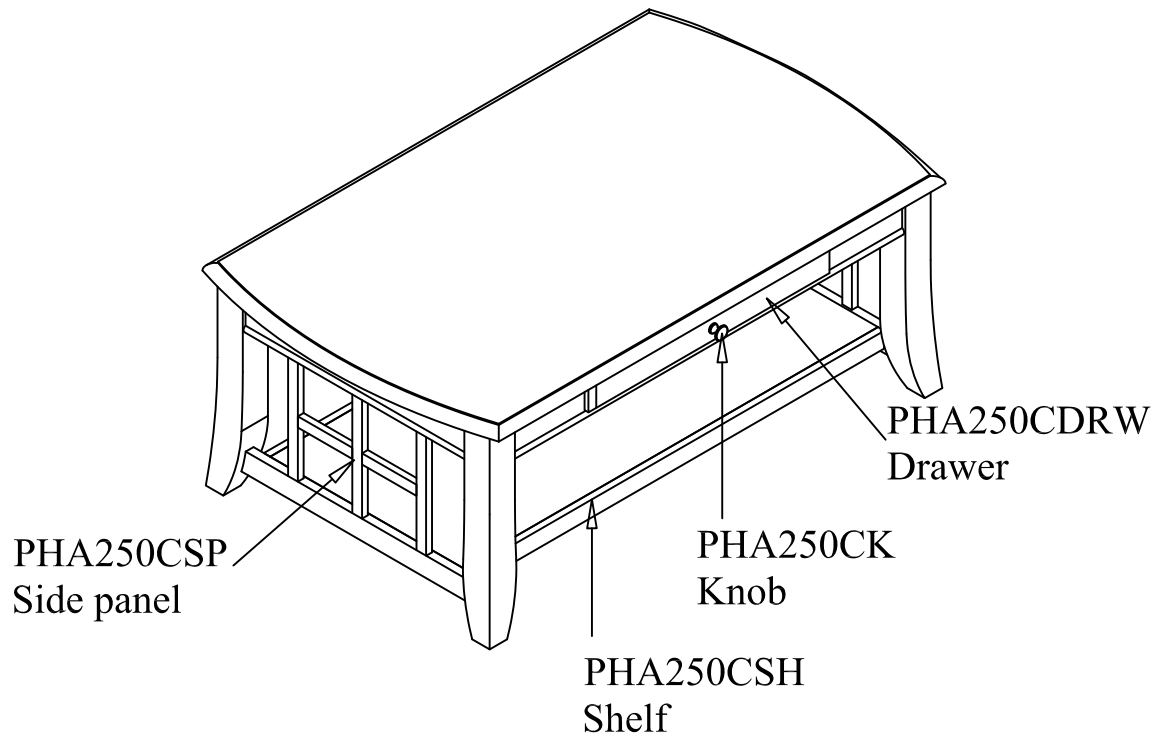 PHA250CDRW
Drawer
PHA250CSP
Side panel
PHA250CK
Knob
PHA250CSH
Shelf